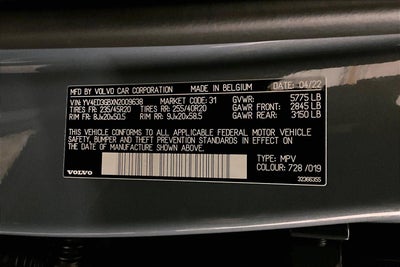 MFD BY VOLVO CAR CORPORATION MADE IN BELGIUM DATE: 04/22
VIN: YV4ED3GBXN2009638 MARKET CODE: 31 GVWR: 5775 LB
TIRES FR: 235/45R20 TIRES RR: 255/40R20 GAWR FRONT: 2845 LB
RIM FR: 8Jx20x50.5 RIM RR: 9Jx20x58.5 GAWR REAR: 3150 LB
THIS VEHICLE CONFORMS TO ALL APPLICABLE FEDERAL MOTOR VEHICLE
SAFETY, BUMPER AND THEFT PREVENTION STANDARDS IN EFFECT ON
THE DATE OF MANUFACTURE SHOWN ABOVE.
TYPE: MPV
COLOUR: 728 /019
VOLVO 32366355